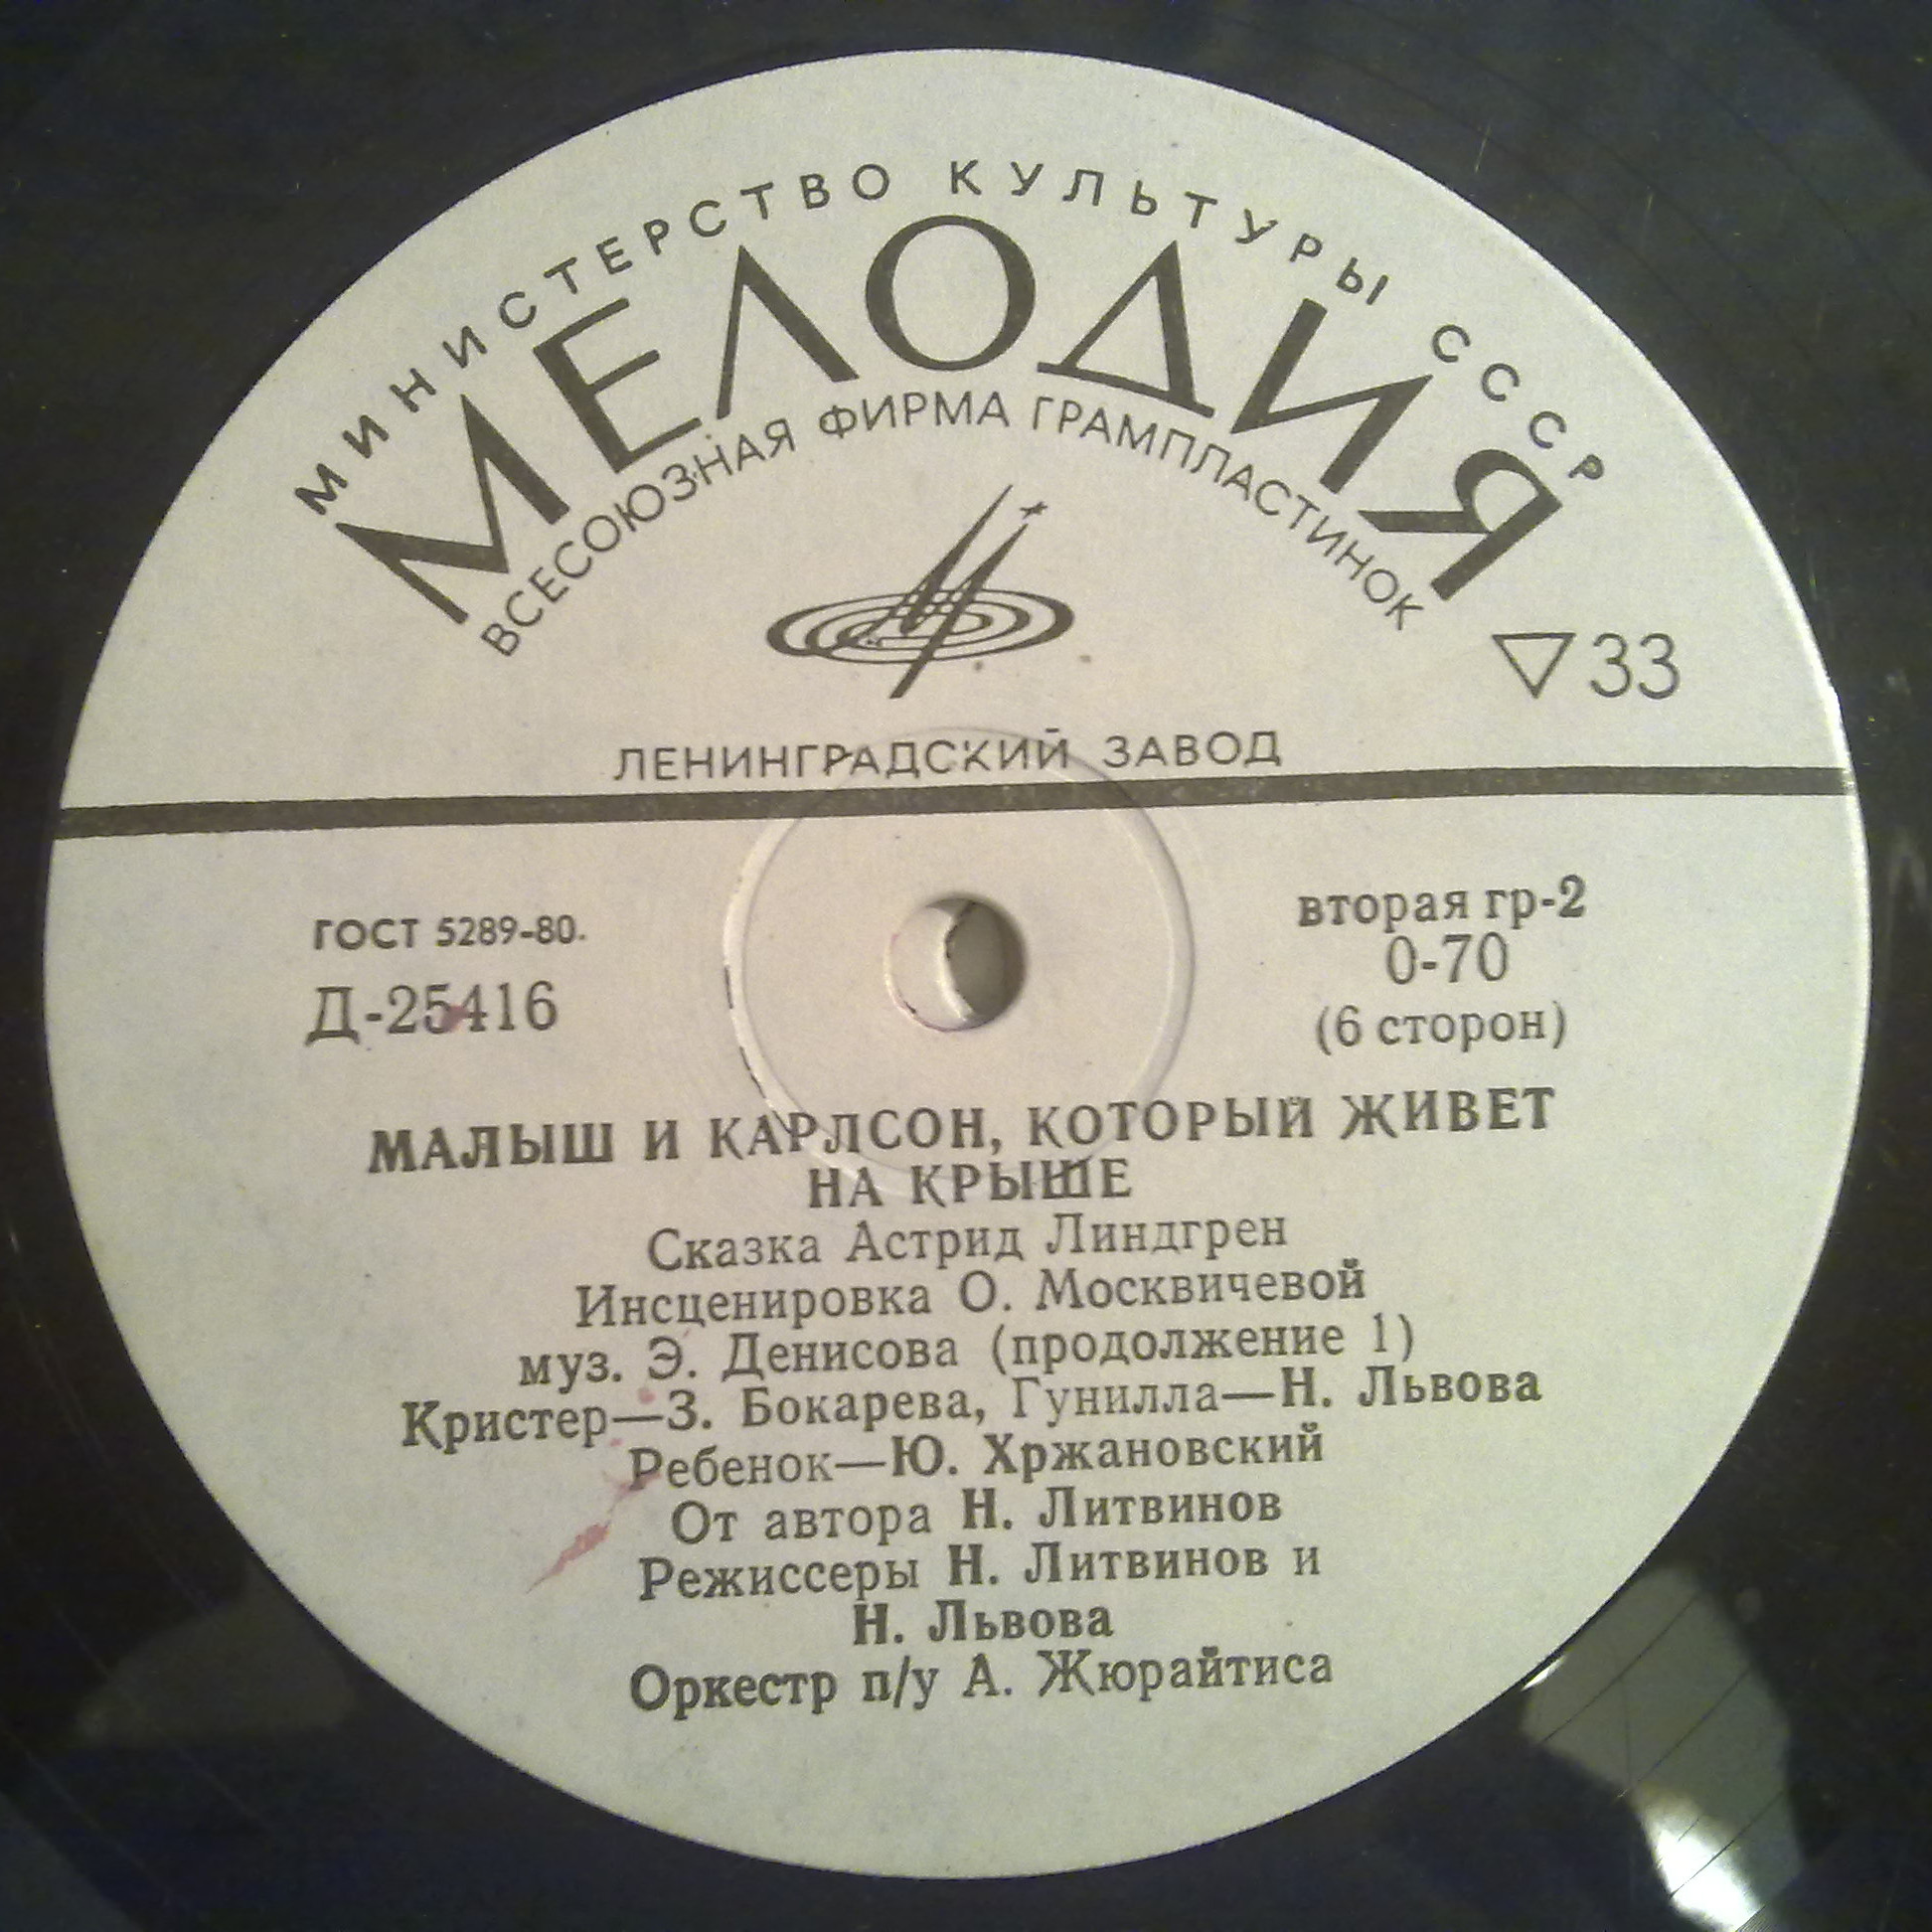 МИНИСТЕРСТВО КУЛЬТУРЫ СССР
МЕЛОДИЯ
ВСЕСОЮЗНАЯ ФИРМА ГРАМПЛАСТИНОК
▽33
ЛЕНИНГРАДСКИЙ ЗАВОД
ГОСТ 5289-80.
Д-25416
вторая гр-2
0-70
(6 сторон)
МАЛЫШ И КАРЛСОН, КОТОРЫЙ ЖИВЕТ
НА КРЫШЕ
Сказка Астрид Линдгрен
Инсценировка О. Москвичевой
муз. Э. Денисова (продолжение 1)
Кристер—З. Бокарева, Гунилла—Н. Львова
Ребенок—Ю. Хржановский
От автора Н. Литвинов
Режиссеры Н. Литвинов и
Н. Львова
Оркестр п/у А. Жюрайтиса